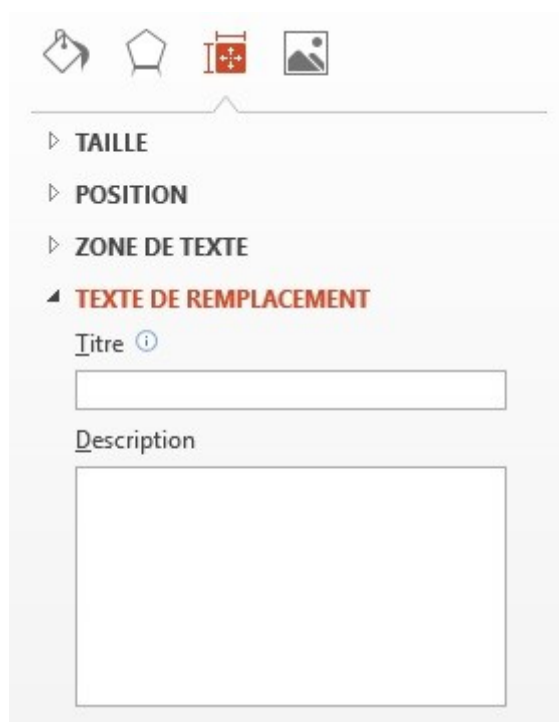 TAILLE
POSITION
ZONE DE TEXTE
TEXTE DE REMPLACEMENT
Titre
Description